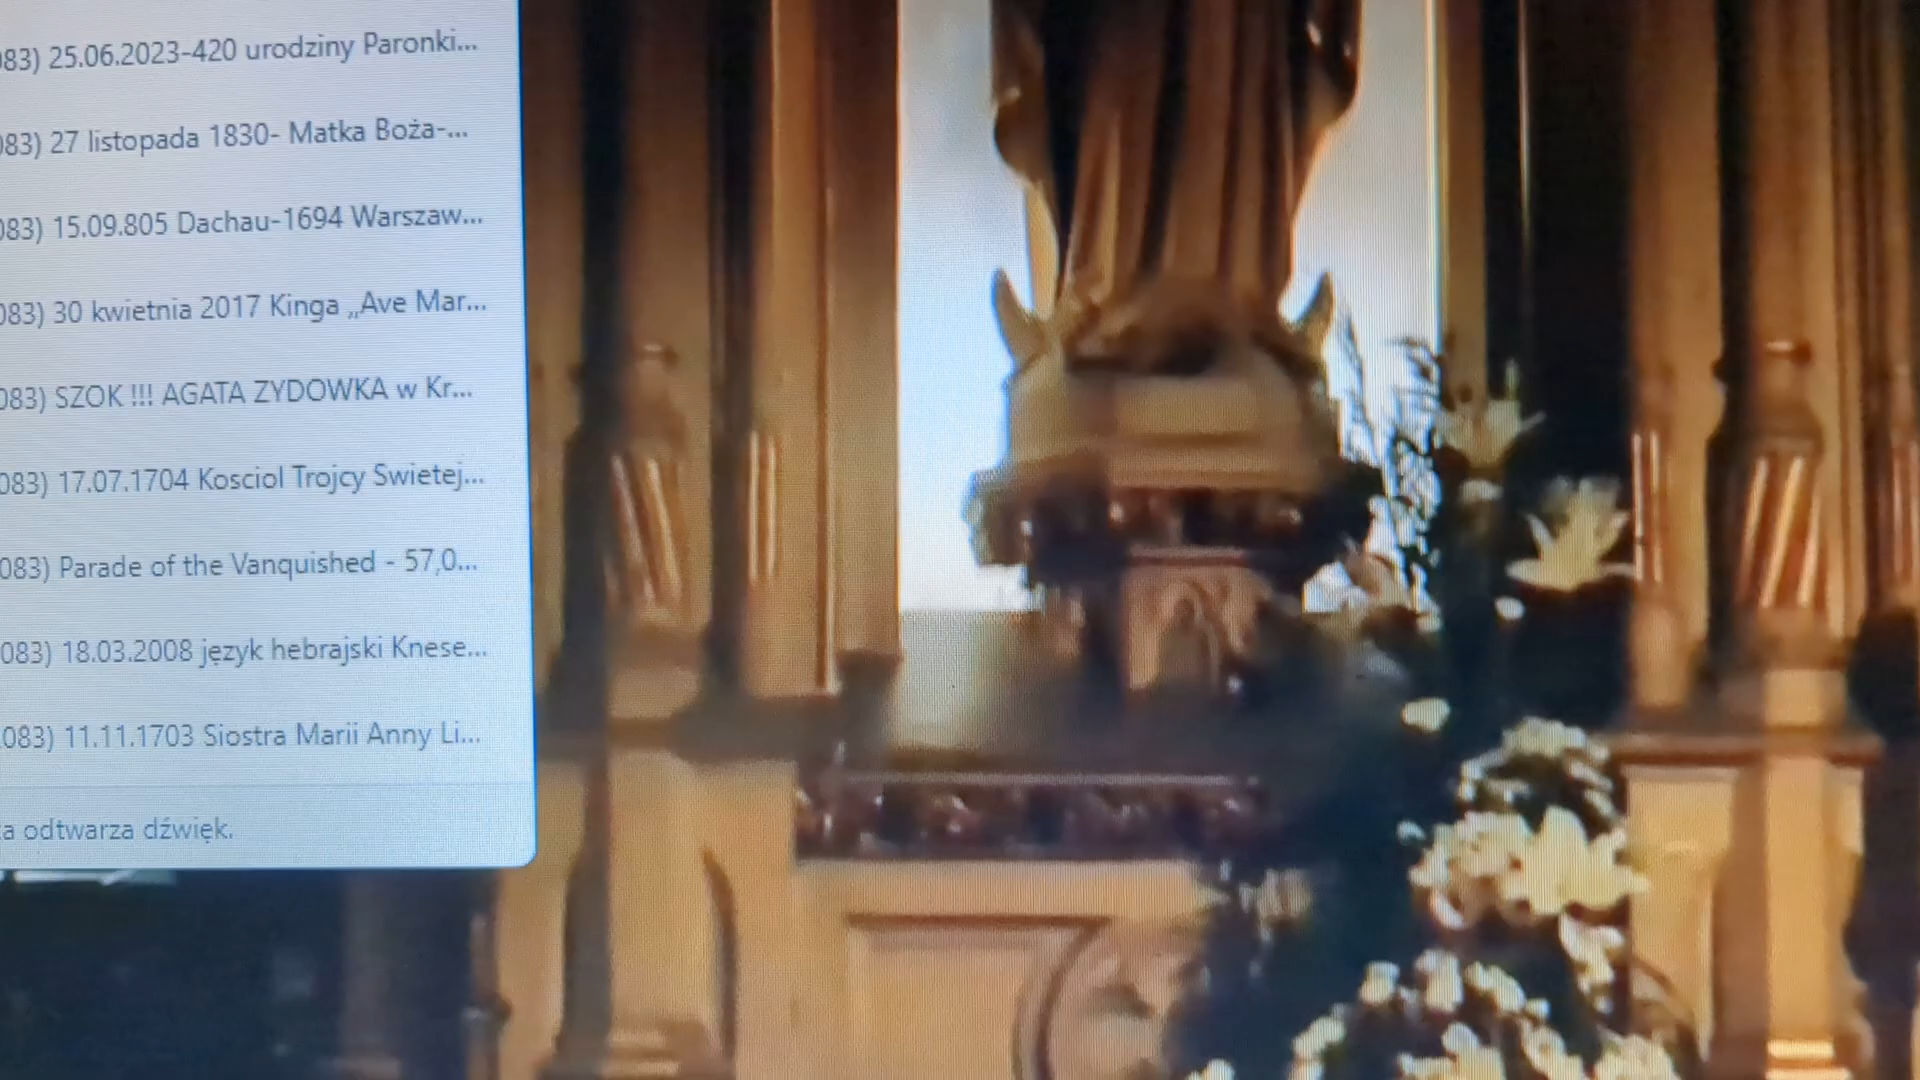 083) 25.06.2023-420 urodziny Paronki...
083) 27 listopada 1830- Matka Boża-...
083) 15.09.805 Dachau-1694 Warszaw...
083) 30 kwietnia 2017 Kinga „Ave Mar...
083) SZOK !!! AGATA ZYDOWKA w Kr...
083) 17.07.1704 Kosciol Trojcy Swietej...
083) Parade of the Vanquished - 57,0...
083) 18.03.2008 język hebrajski Knese...
083) 11.11.1703 Siostra Marii Anny Li...
ta odtwarza dźwięk.